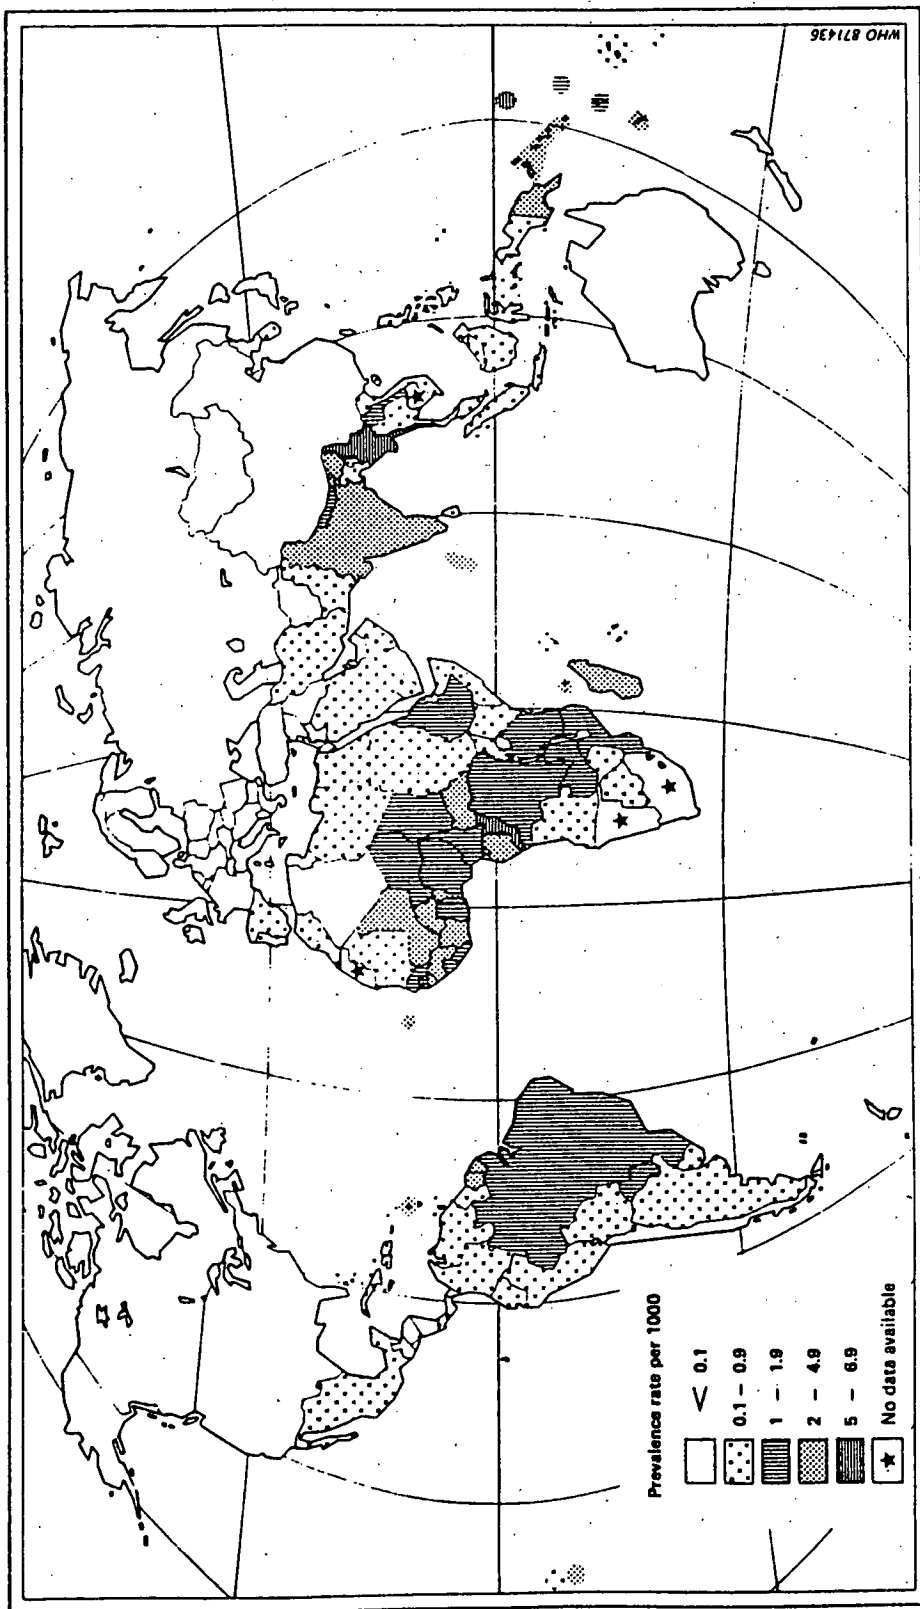 WHO 871436
Prevalence rate per 1000
< 0.1
0.1 – 0.9
1 – 1.9
2 – 4.9
5 – 6.9
No data available